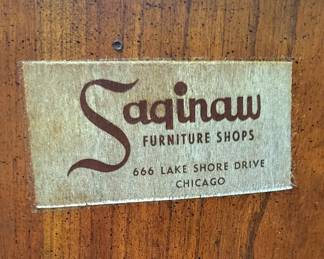 Saginaw
FURNITURE SHOPS
666 LAKE SHORE DRIVE
CHICAGO